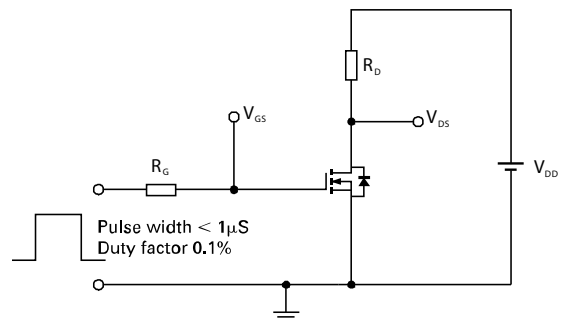 R_D
V_GS
V_DS
R_G
V_DD
Pulse width < 1μS
Duty factor 0.1%